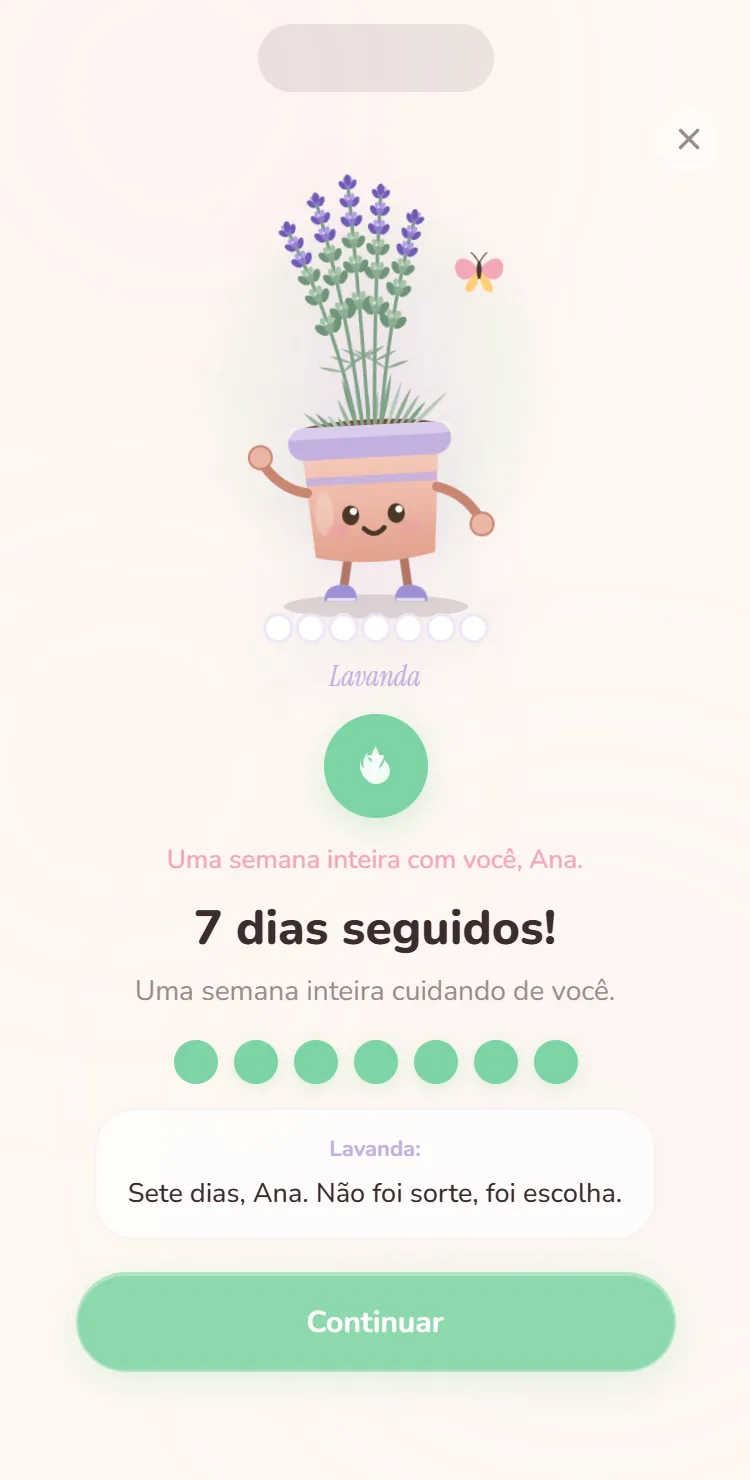 Lavanda
Uma semana inteira com você, Ana.
7 dias seguidos!
Uma semana inteira cuidando de você.
Lavanda:
Sete dias, Ana. Não foi sorte, foi escolha.
Continuar